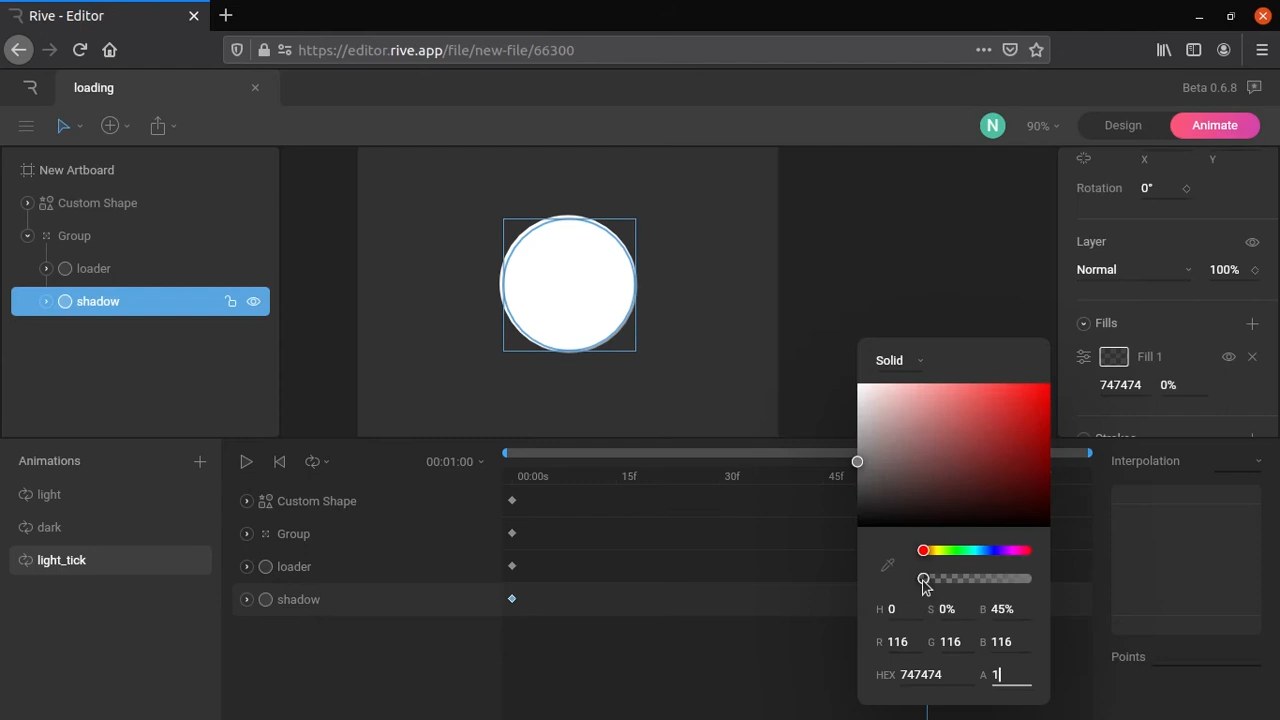 Rive - Editor
https://editor.rive.app/file/new-file/66300
loading
Beta 0.6.8
N
90%
Design
Animate
New Artboard
Custom Shape
Group
loader
shadow
X
Y
Rotation
0°
Layer
Normal
100%
Fills
Fill 1
747474
0%
Solid
H 0
S 0%
B 45%
R 116
G 116
B 116
HEX 747474
A 1
Animations
light
dark
light_tick
00:01:00
00:00s
15f
30f
45f
Custom Shape
Group
loader
shadow
Interpolation
Points